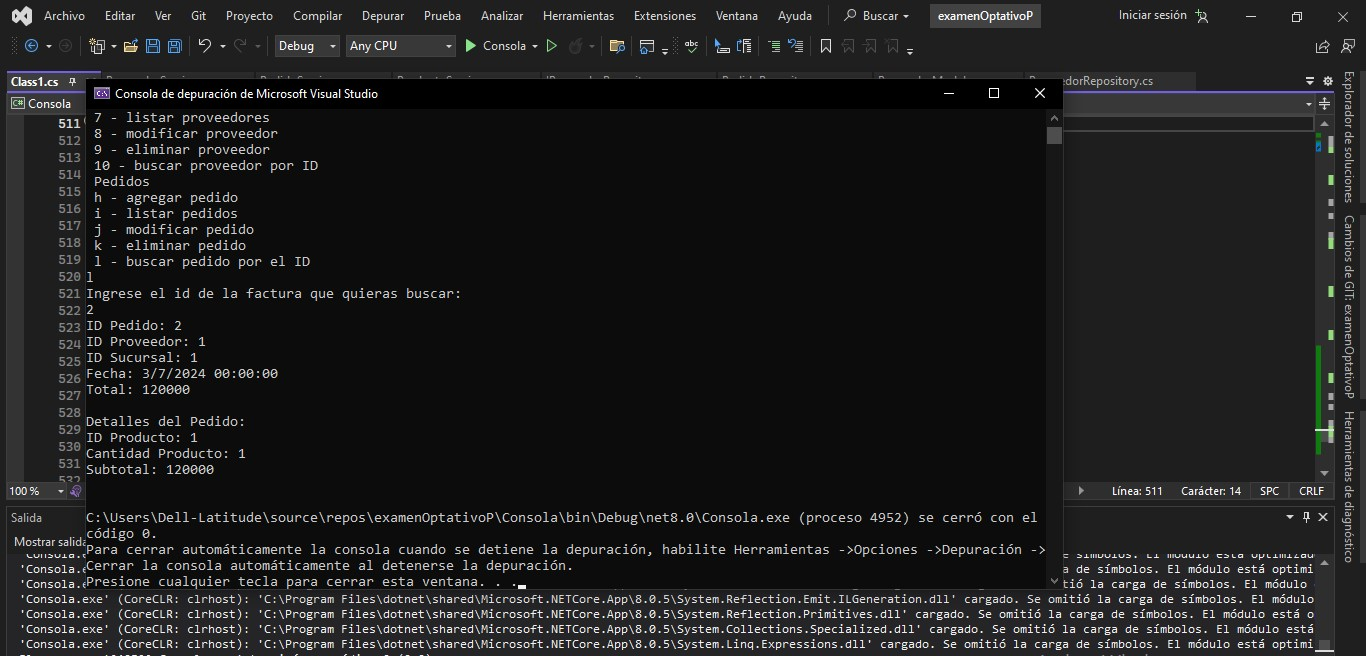 Archivo Editar Ver Git Proyecto Compilar Depurar Prueba Analizar Herramientas Extensiones Ventana Ayuda Buscar examenOptativoP Iniciar sesión
Debug Any CPU Consola
Class1.cs edorRepository.cs
Consola
Consola de depuración de Microsoft Visual Studio
511
512
513
514
515
516
517
518
519
520
521
522
523
524
525
526
527
528
529
530
531
532
7 - listar proveedores
8 - modificar proveedor
9 - eliminar proveedor
10 - buscar proveedor por ID
Pedidos
h - agregar pedido
i - listar pedidos
j - modificar pedido
k - eliminar pedido
l - buscar pedido por el ID
l
Ingrese el id de la factura que quieras buscar:
2
ID Pedido: 2
ID Proveedor: 1
ID Sucursal: 1
Fecha: 3/7/2024 00:00:00
Total: 120000
Detalles del Pedido:
ID Producto: 1
Cantidad Producto: 1
Subtotal: 120000
C:\Users\Dell-Latitude\source\repos\examenOptativoP\Consola\bin\Debug\net8.0\Consola.exe (proceso 4952) se cerró con el
código 0.
Para cerrar automáticamente la consola cuando se detiene la depuración, habilite Herramientas ->Opciones ->Depuración ->
Cerrar la consola automáticamente al detenerse la depuración.
Presione cualquier tecla para cerrar esta ventana. . .
Explorador de soluciones
Cambios de GIT: examenOptativoP
Herramientas de diagnóstico
100 % Línea: 511 Carácter: 14 SPC CRLF
Salida
Mostrar salida
'Consola. de símbolos. El módulo está optimi
'Consola. tió la carga de símbolos. El módulo
'Consola.exe' (CoreCLR: clrhost): 'C:\Program Files\dotnet\shared\Microsoft.NETCore.App\8.0.5\System.Reflection.Emit.ILGeneration.dll' cargado. Se omitió la carga de símbolos. El módulo
'Consola.exe' (CoreCLR: clrhost): 'C:\Program Files\dotnet\shared\Microsoft.NETCore.App\8.0.5\System.Reflection.Primitives.dll' cargado. Se omitió la carga de símbolos. El módulo está o
'Consola.exe' (CoreCLR: clrhost): 'C:\Program Files\dotnet\shared\Microsoft.NETCore.App\8.0.5\System.Collections.Specialized.dll' cargado. Se omitió la carga de símbolos. El módulo está
'Consola.exe' (CoreCLR: clrhost): 'C:\Program Files\dotnet\shared\Microsoft.NETCore.App\8.0.5\System.Linq.Expressions.dll' cargado. Se omitió la carga de símbolos. El módulo está optimi